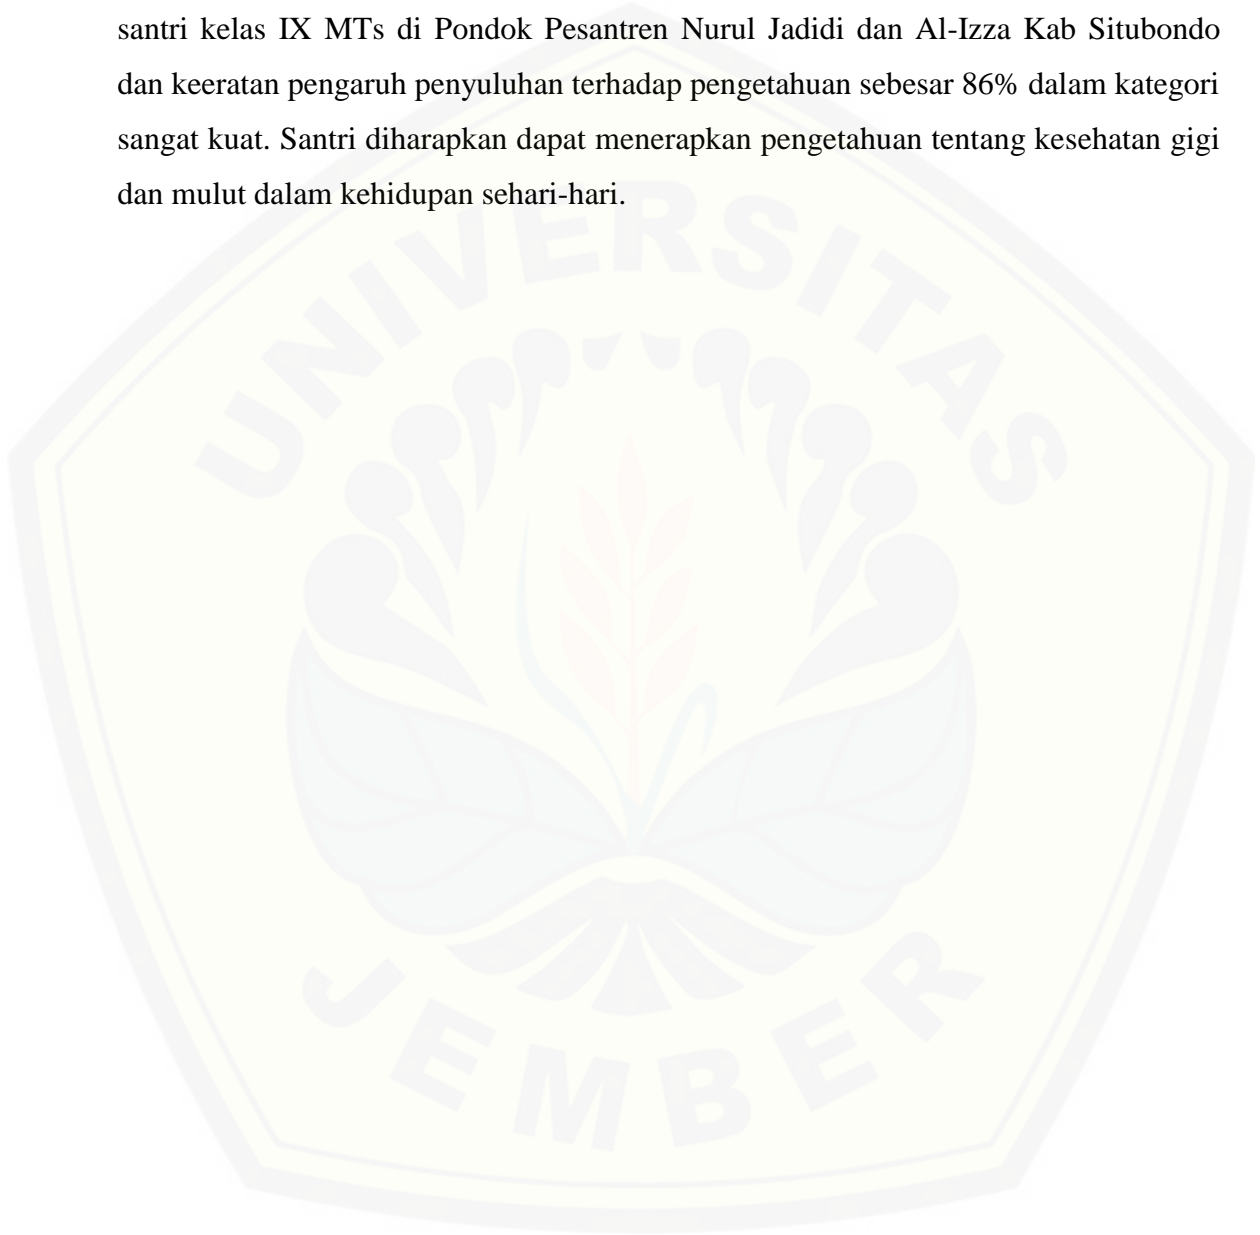 santri kelas IX MTs di Pondok Pesantren Nurul Jadidi dan Al-Izza Kab Situbondo
dan keeratan pengaruh penyuluhan terhadap pengetahuan sebesar 86% dalam kategori
sangat kuat. Santri diharapkan dapat menerapkan pengetahuan tentang kesehatan gigi
dan mulut dalam kehidupan sehari-hari.
UNIVERSITAS
JEMBER